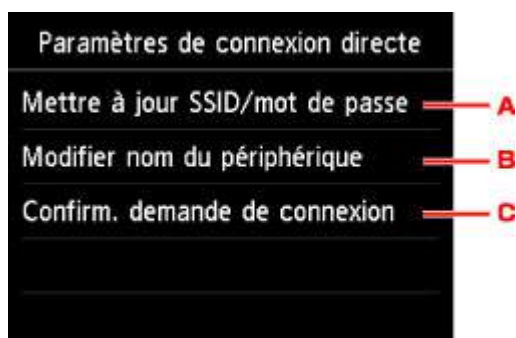 Paramètres de connexion directe
Mettre à jour SSID/mot de passe A
Modifier nom du périphérique B
Confirm. demande de connexion C